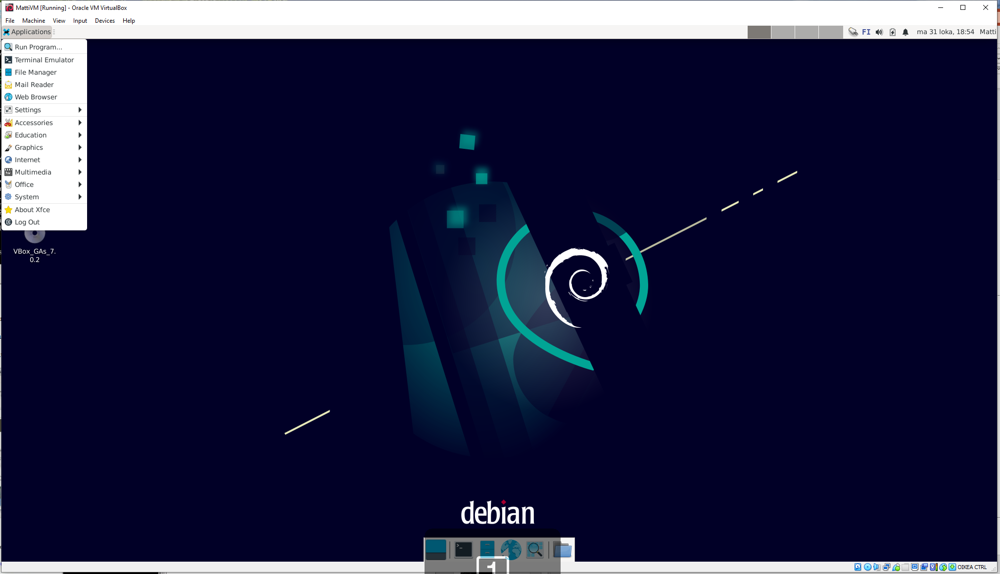 MattiVM [Running] - Oracle VM VirtualBox
File Machine View Input Devices Help
Applications
FI
ma 31 loka, 18:54 Matti
Run Program...
Terminal Emulator
File Manager
Mail Reader
Web Browser
Settings
Accessories
Education
Graphics
Internet
Multimedia
Office
System
About Xfce
Log Out
VBox_GAs_7.
0.2
debian
1
OIKEA CTRL